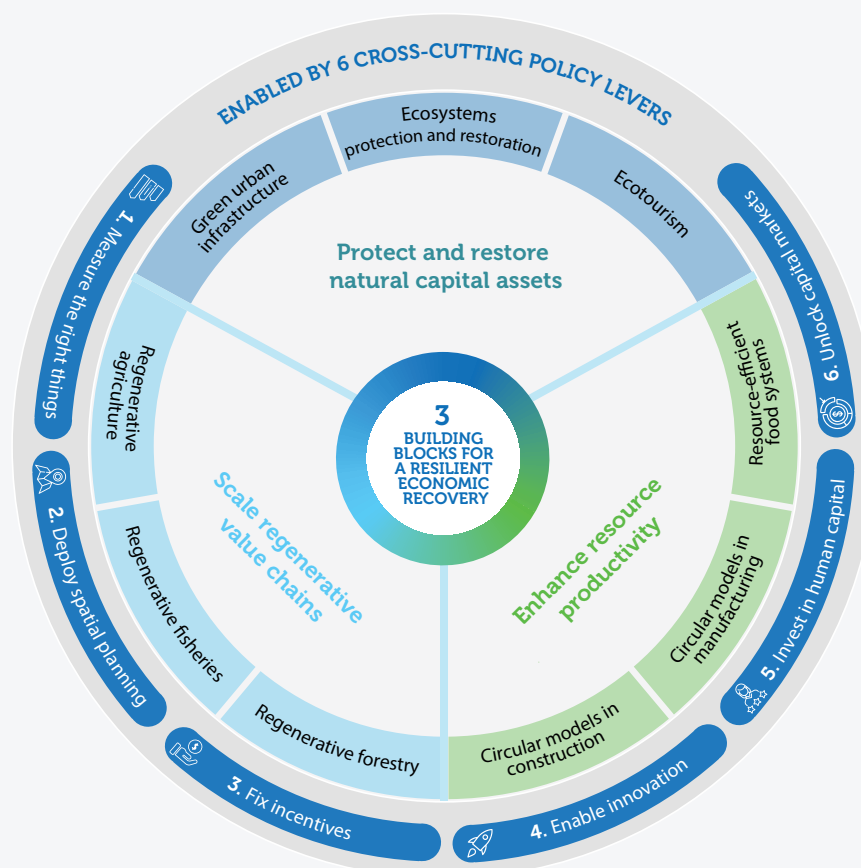 ENABLED BY 6 CROSS-CUTTING POLICY LEVERS
Ecosystems
protection and restoration
Green urban
infrastructure
Ecotourism
Protect and restore
natural capital assets
1. Measure the right things
6. Unlock capital markets
Regenerative
agriculture
Resource-efficient
food systems
3
BUILDING
BLOCKS FOR
A RESILIENT
ECONOMIC
RECOVERY
Scale regenerative
value chains
Enhance resource
productivity
2. Deploy spatial planning
5. Invest in human capital
Regenerative fisheries
Circular models in
manufacturing
Regenerative forestry
Circular models in
construction
3. Fix incentives
4. Enable innovation